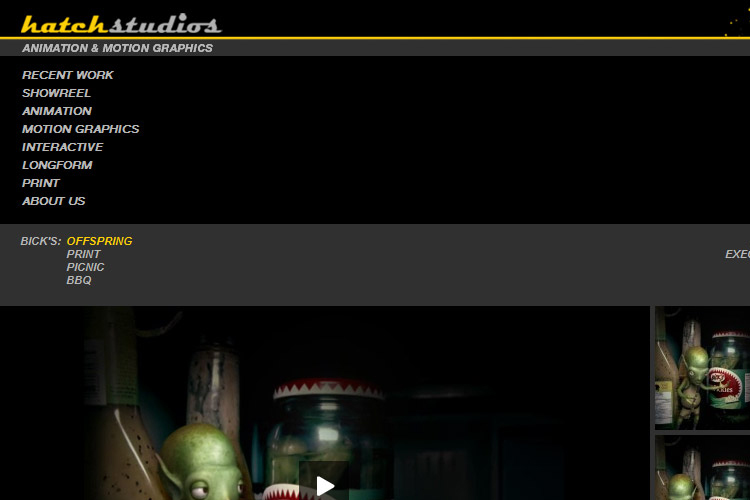 hatchstudios
ANIMATION & MOTION GRAPHICS
RECENT WORK
SHOWREEL
ANIMATION
MOTION GRAPHICS
INTERACTIVE
LONGFORM
PRINT
ABOUT US
BICK'S: OFFSPRING
PRINT
PICNIC
BBQ